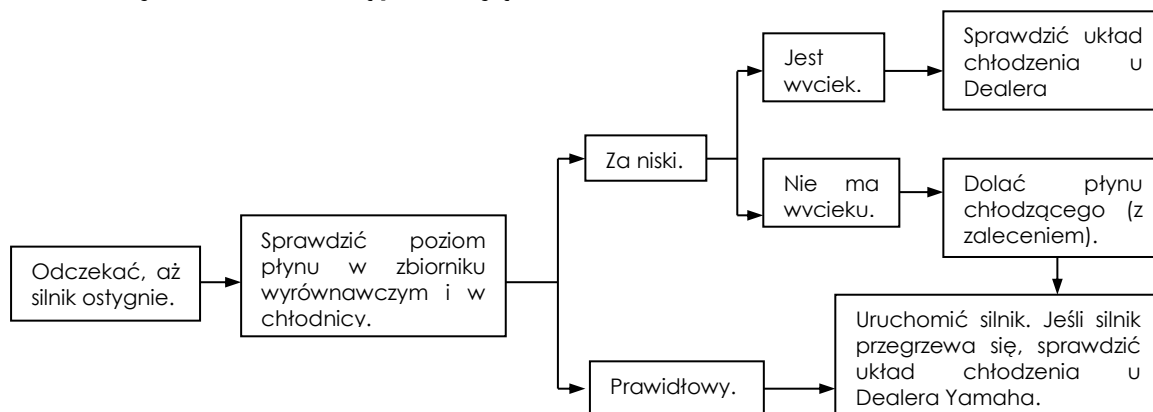 Odczekać, aż
silnik ostygnie.
Sprawdzić poziom
płynu w zbiorniku
wyrównawczym i w
chłodnicy.
Za niski.
Jest
wyciek.
Sprawdzić układ
chłodzenia u
Dealera
Nie ma
wycieku.
Dolać płynu
chłodzącego (z
zaleceniem).
Prawidłowy.
Uruchomić silnik. Jeśli silnik
przegrzewa się, sprawdzić
układ chłodzenia u
Dealera Yamaha.